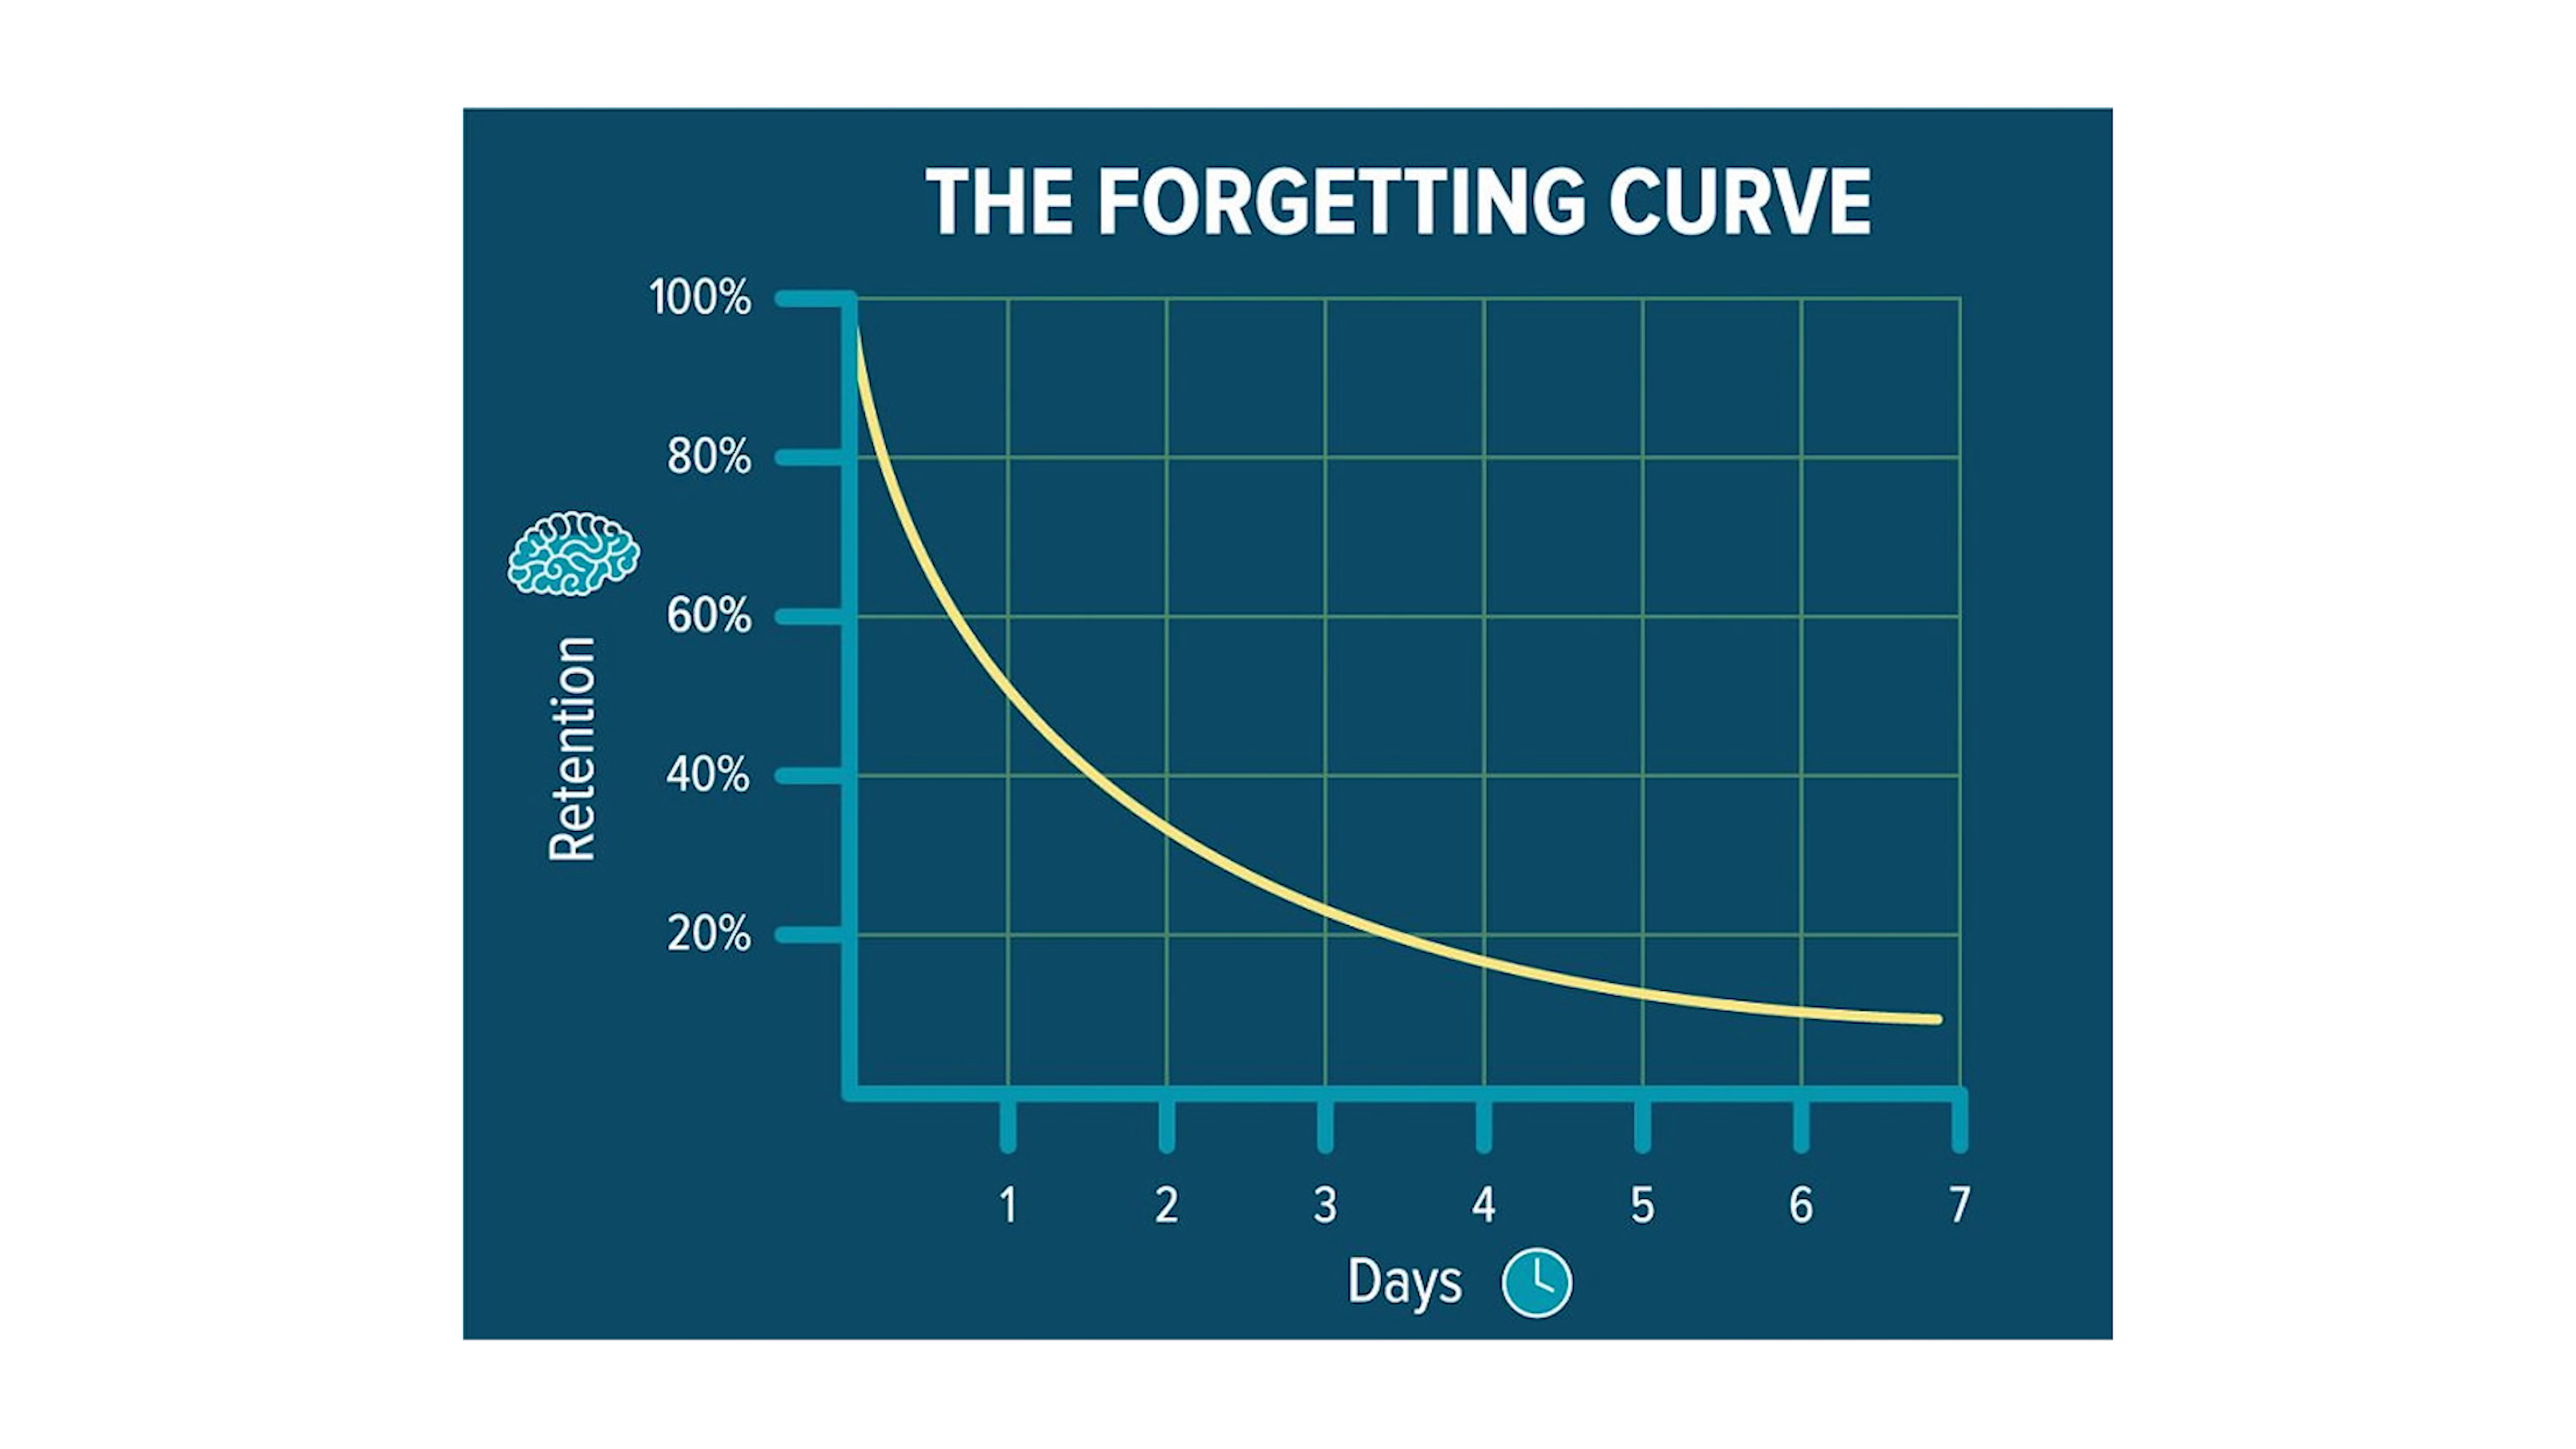 THE FORGETTING CURVE
100%
80%
60%
40%
20%
Retention
1 2 3 4 5 6 7
Days